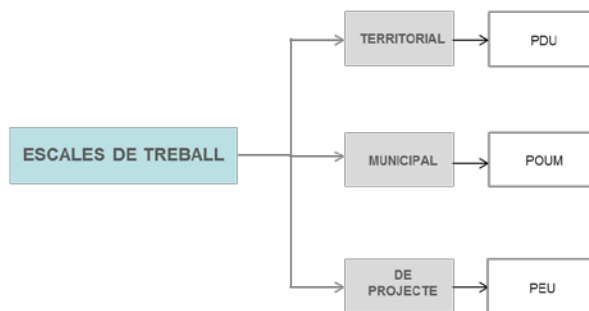 TERRITORIAL
PDU
ESCALES DE TREBALL
MUNICIPAL
POUM
DE
PROJECTE
PEU